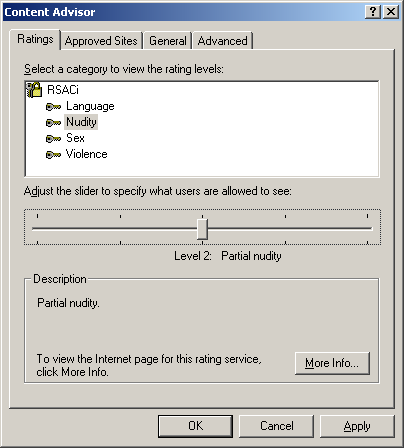 Content Advisor
Ratings Approved Sites General Advanced
Select a category to view the rating levels:
RSACi
Language
Nudity
Sex
Violence
Adjust the slider to specify what users are allowed to see:
Level 2: Partial nudity
Description
Partial nudity.
To view the Internet page for this rating service,
click More Info.
More Info...
OK Cancel Apply